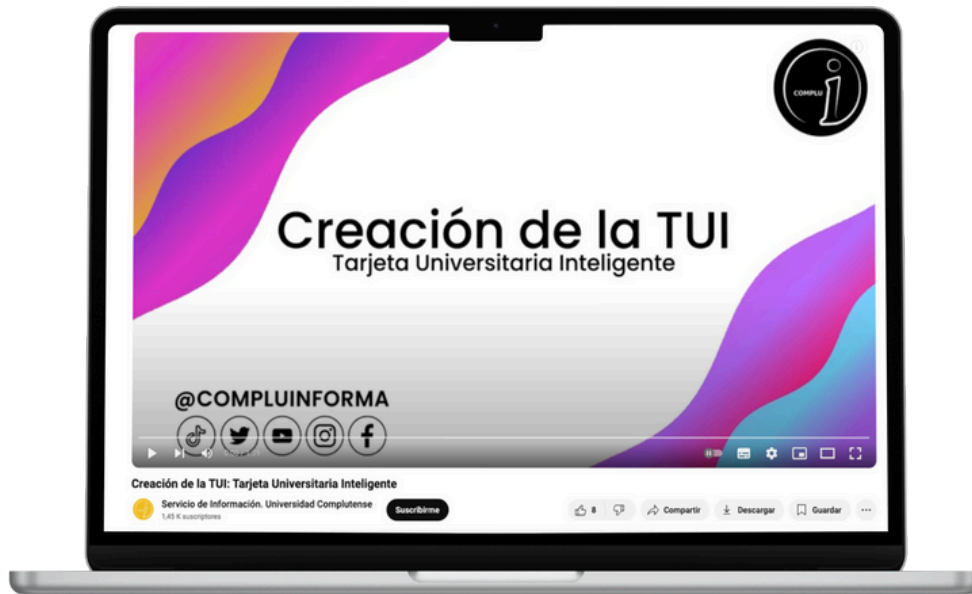 COMPLU
i
Creación de la TUI
Tarjeta Universitaria Inteligente
@COMPLUINFORMA
Creación de la TUI: Tarjeta Universitaria Inteligente
Servicio de Información. Universidad Complutense
1,45 K suscriptores
Suscribirme
8
Compartir
Descargar
Guardar